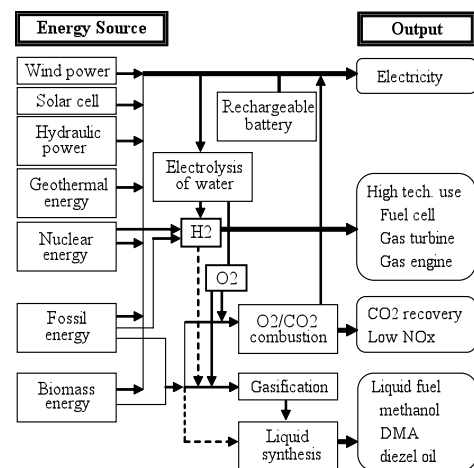 Energy Source
Output
Wind power
Solar cell
Hydraulic
power
Geothermal
energy
Nuclear
energy
Fossil
energy
Biomass
energy
Rechargeable
battery
Electrolysis
of water
H2
O2
O2/CO2
combustion
Gasification
Liquid
synthesis
Electricity
High tech. use
Fuel cell
Gas turbine
Gas engine
CO2 recovery
Low NOx
Liquid fuel
methanol
DMA
diezel oil